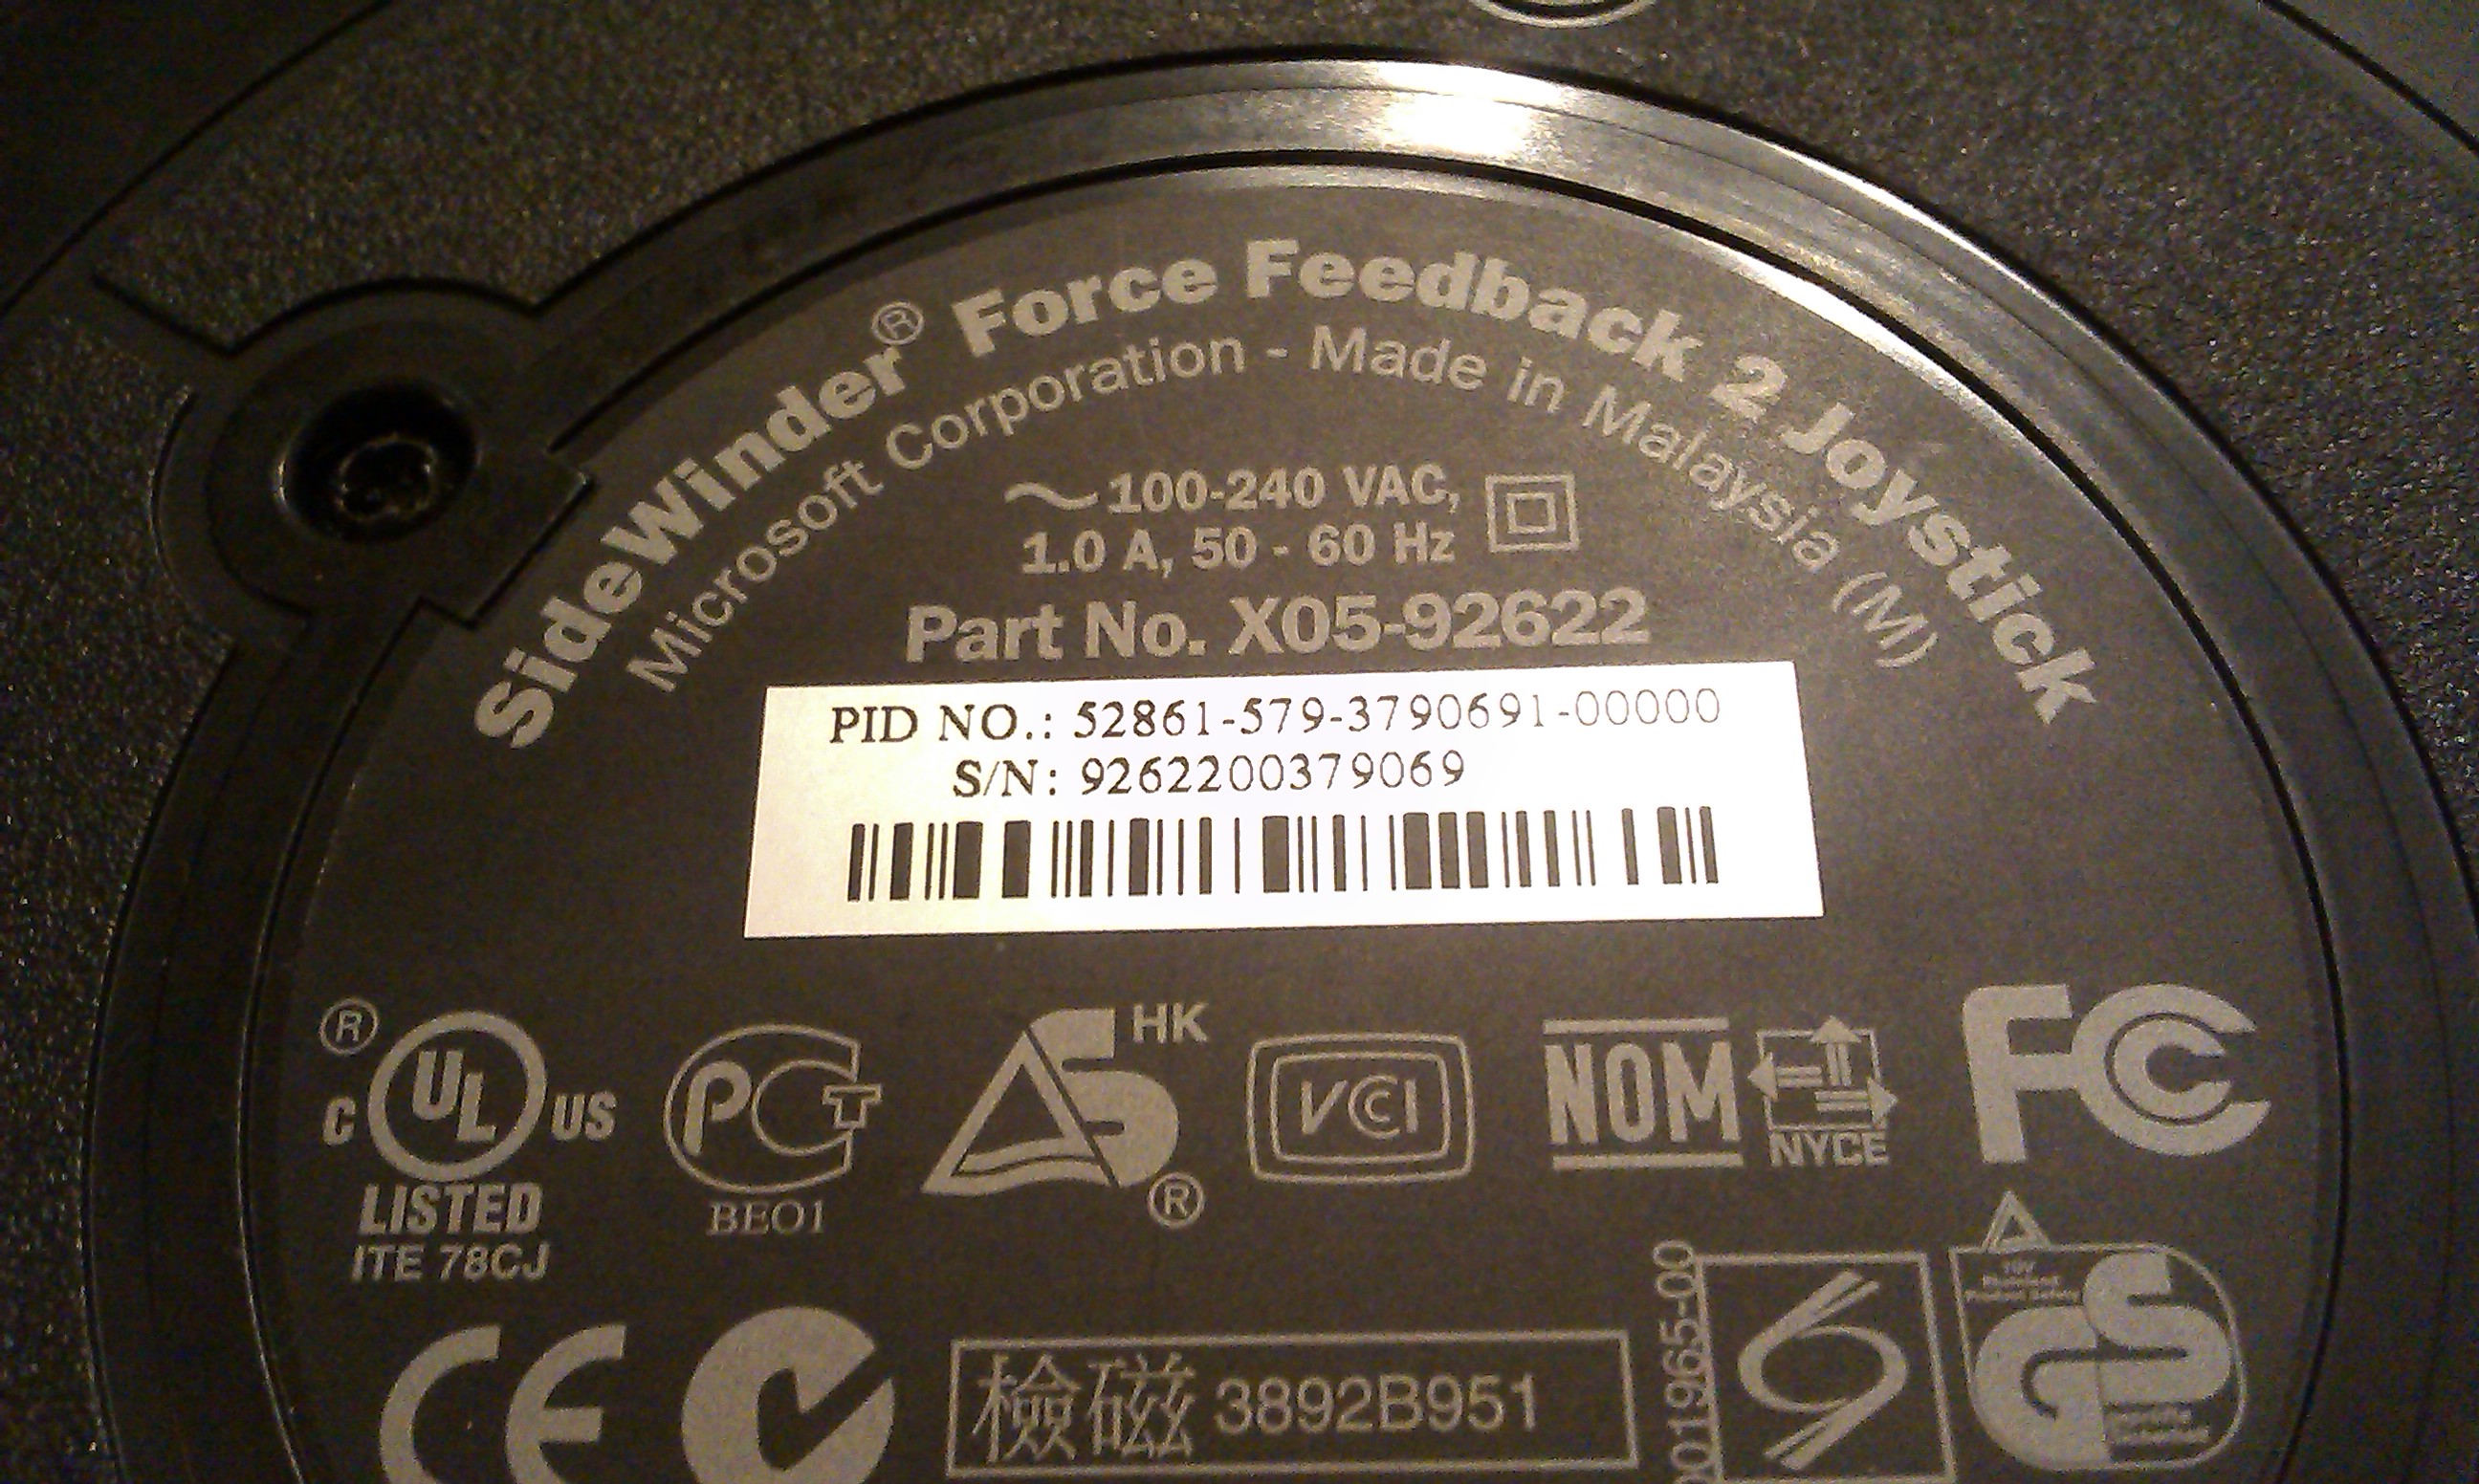 SideWinder® Force Feedback 2 Joystick
Microsoft Corporation - Made in Malaysia (M)
~100-240 VAC,
1.0 A, 50 - 60 Hz
Part No. X05-92622
PID NO.: 52861-579-3790691-00000
S/N: 9262200379069
® HK
C UL US PCT S VCI NOM FC
NYCE
®
LISTED BEO1
ITE 78CJ
CE 檢磁 3892B951
GS